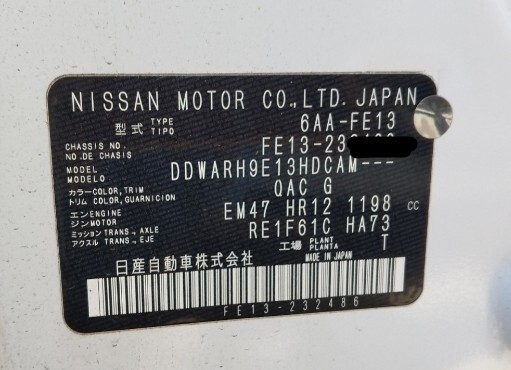 NISSAN MOTOR CO.,LTD. JAPAN
型式 TYPE TIPO 6AA-FE13
CHASSIS NO. NO.DE CHASIS FE13-23
MODEL MODELO DDWARH9E13HDCAM---
カラー COLOR, TRIM トリム COLOR, GUARNICION QAC G
エンジン ENGINE MOTOR EM47 HR12 1198 CC
ミッション TRANS., AXLE アクスル TRANS., EJE RE1F61C HA73
工場 PLANT PLANTA T
日産自動車株式会社 MADE IN JAPAN
FE13-232486